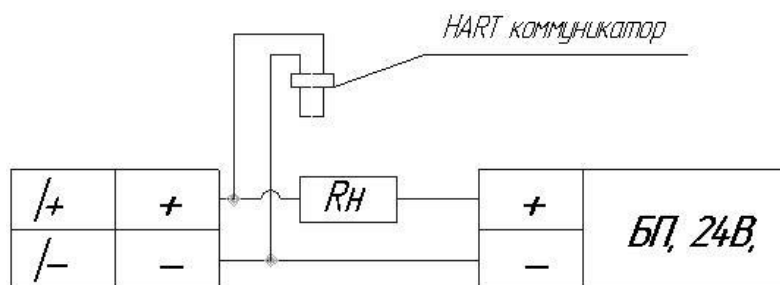 HART коммуникатор
I+ + Rн + БП, 24В,
I- - -